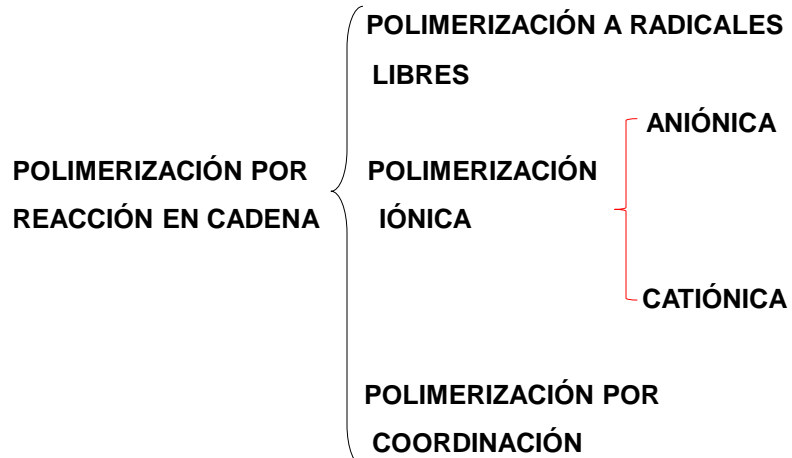 POLIMERIZACIÓN A RADICALES
LIBRES
ANIÓNICA
POLIMERIZACIÓN POR
REACCIÓN EN CADENA
POLIMERIZACIÓN
IÓNICA
CATIÓNICA
POLIMERIZACIÓN POR
COORDINACIÓN